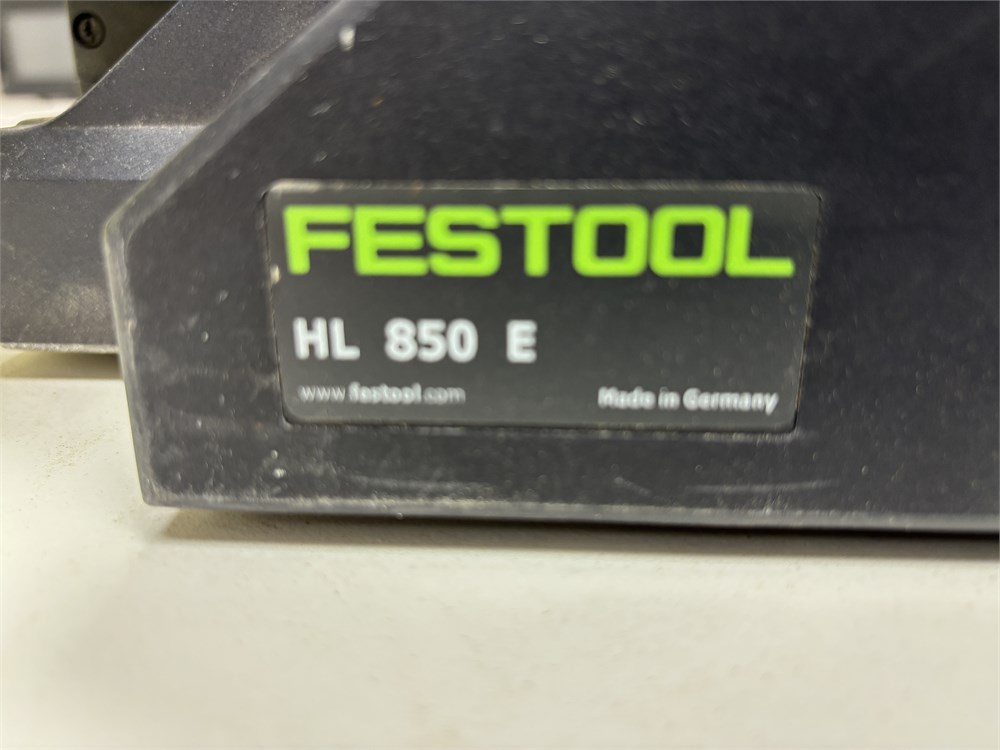 FESTOOL
HL 850 E
www.festool.com
Made in Germany